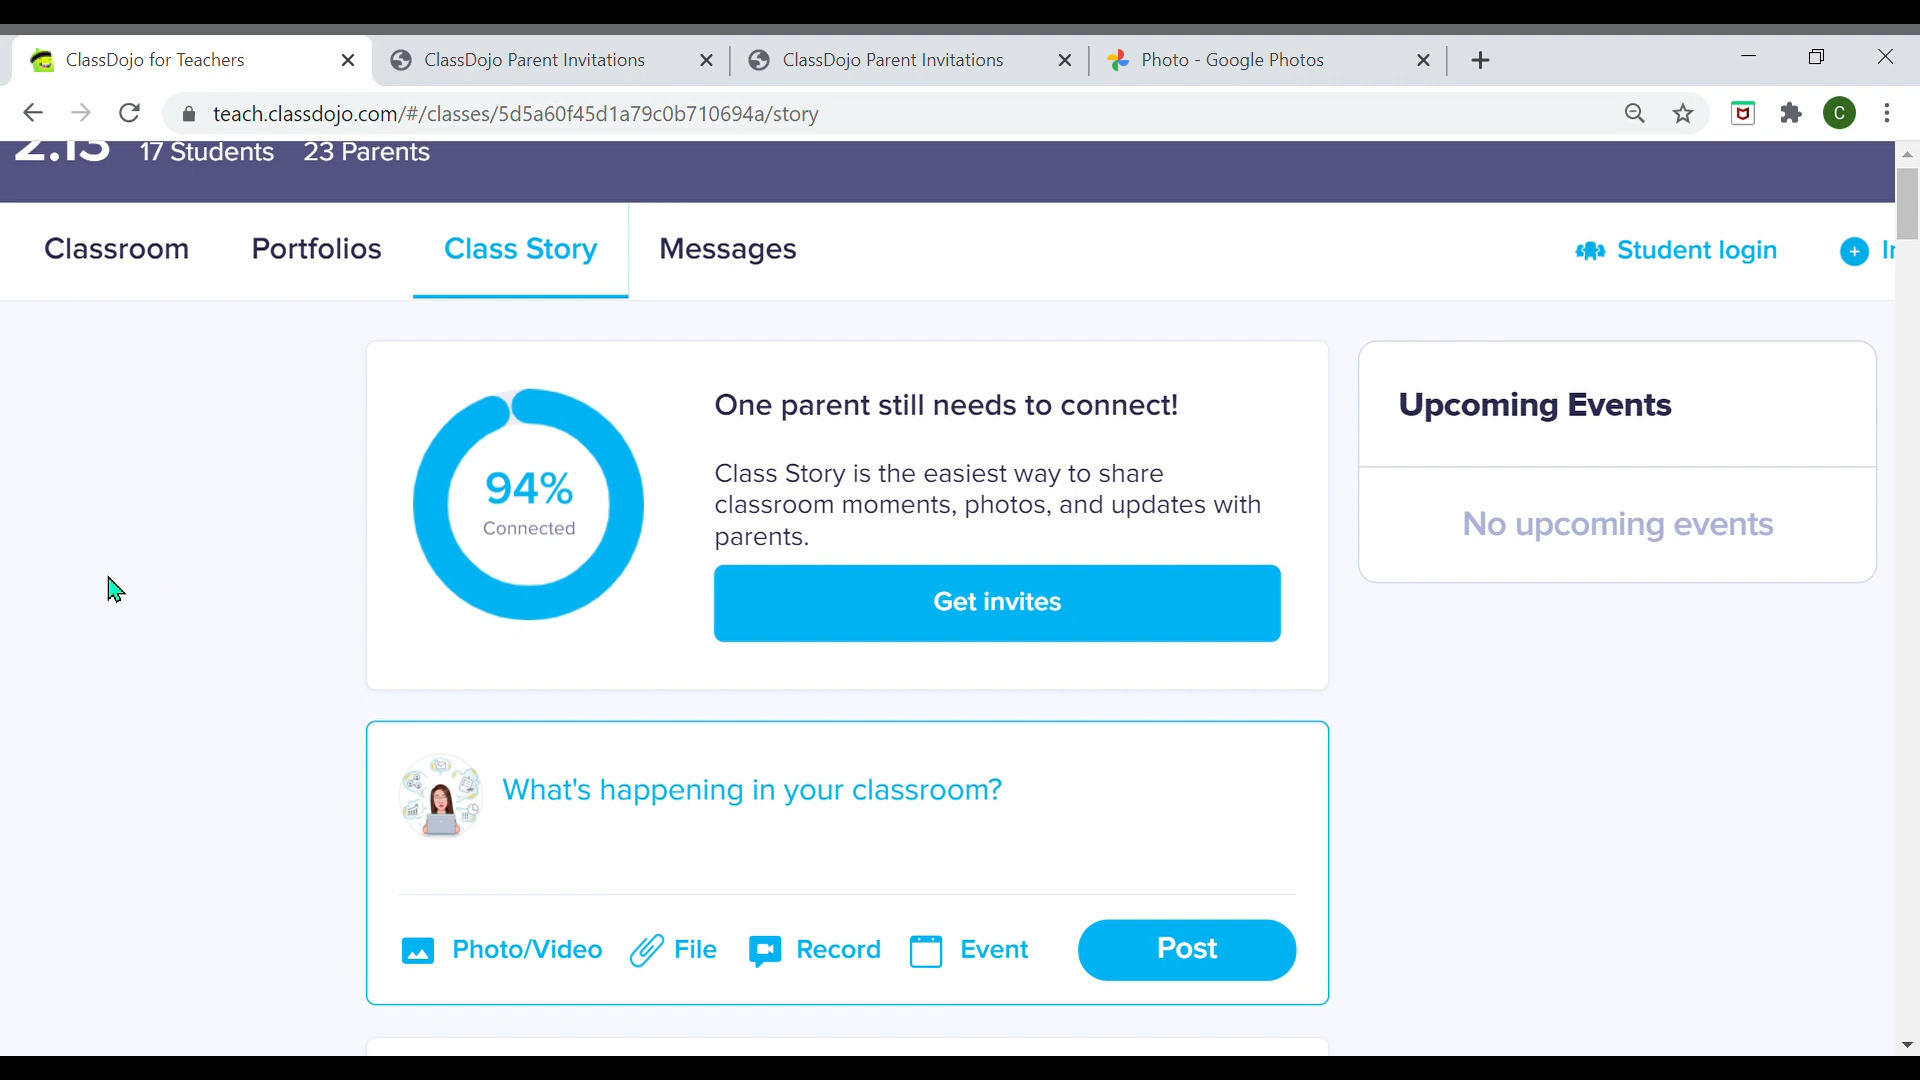 ClassDojo for Teachers
ClassDojo Parent Invitations
ClassDojo Parent Invitations
Photo - Google Photos
teach.classdojo.com/#/classes/5d5a60f45d1a79c0b710694a/story
C
2.13 17 Students 23 Parents
Classroom
Portfolios
Class Story
Messages
Student login
94%
Connected
One parent still needs to connect!
Class Story is the easiest way to share
classroom moments, photos, and updates with
parents.
Get invites
Upcoming Events
No upcoming events
What's happening in your classroom?
Photo/Video
File
Record
Event
Post